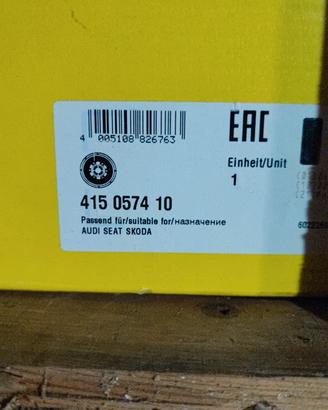 4 005108 826763
EAC
Einheit/Unit
1
415 0574 10
Passend für/suitable for/назначение
AUDI SEAT SKODA